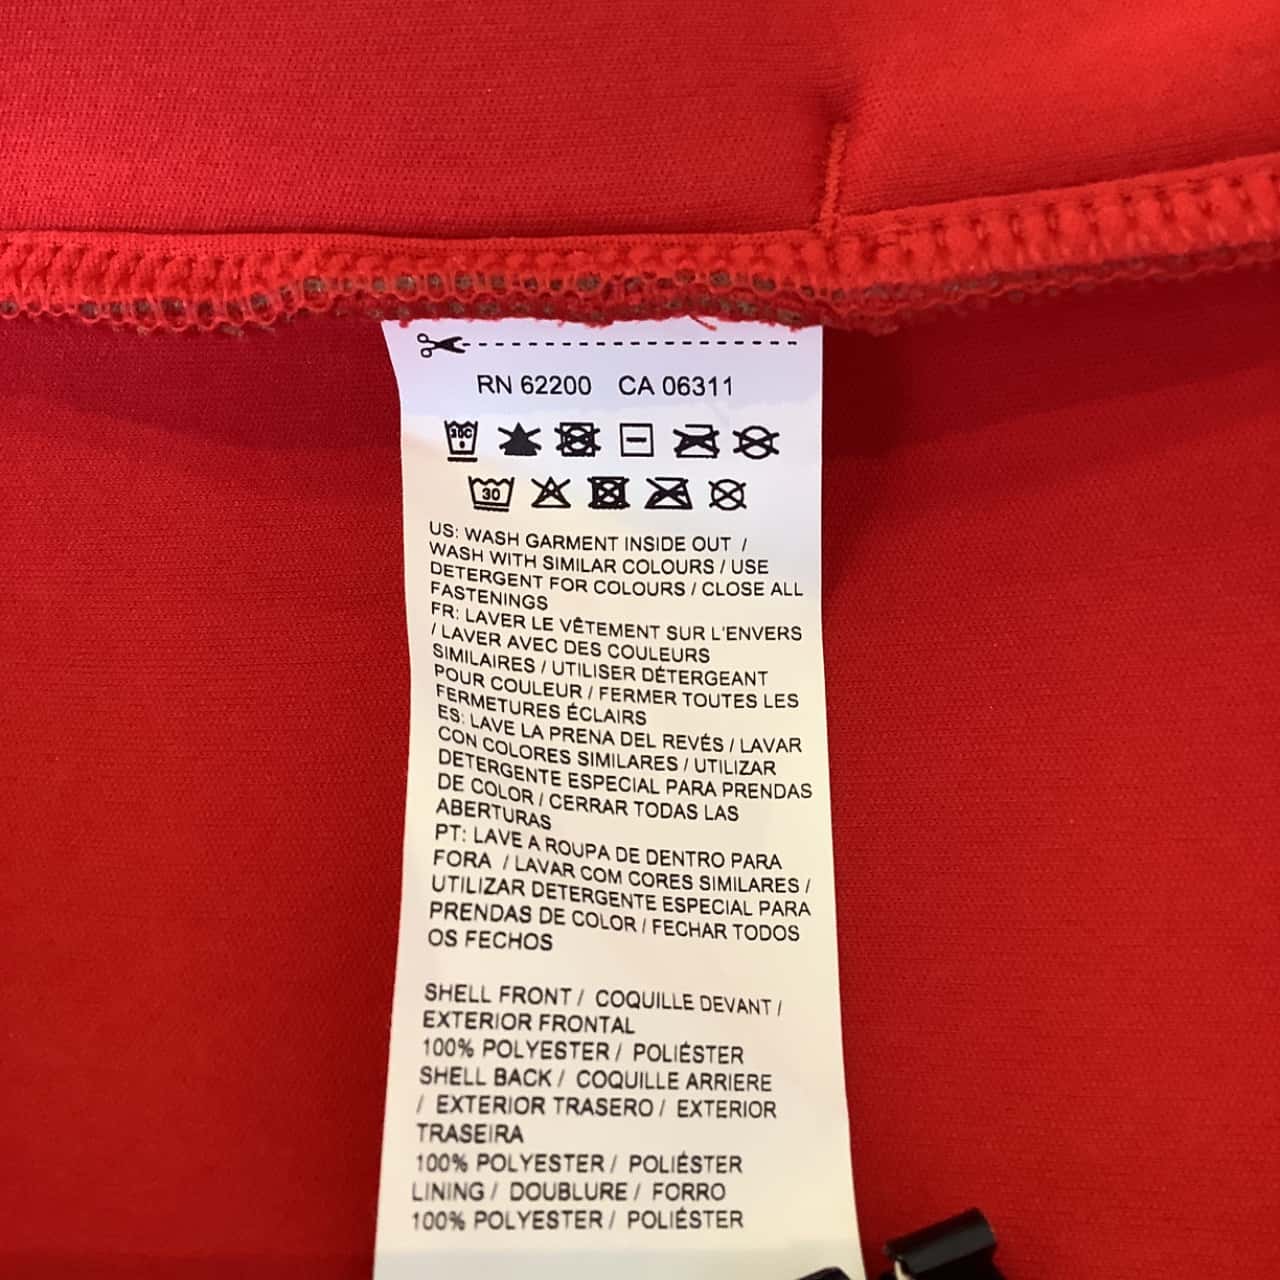 RN 62200 CA 06311
30C
30
US: WASH GARMENT INSIDE OUT /
WASH WITH SIMILAR COLOURS / USE
DETERGENT FOR COLOURS / CLOSE ALL
FASTENINGS
FR: LAVER LE VÊTEMENT SUR L'ENVERS
/ LAVER AVEC DES COULEURS
SIMILAIRES / UTILISER DÉTERGEANT
POUR COULEUR / FERMER TOUTES LES
FERMETURES ÉCLAIRS
ES: LAVE LA PRENA DEL REVÉS / LAVAR
CON COLORES SIMILARES / UTILIZAR
DETERGENTE ESPECIAL PARA PRENDAS
DE COLOR / CERRAR TODAS LAS
ABERTURAS
PT: LAVE A ROUPA DE DENTRO PARA
FORA / LAVAR COM CORES SIMILARES /
UTILIZAR DETERGENTE ESPECIAL PARA
PRENDAS DE COLOR / FECHAR TODOS
OS FECHOS
SHELL FRONT / COQUILLE DEVANT /
EXTERIOR FRONTAL
100% POLYESTER / POLIÉSTER
SHELL BACK / COQUILLE ARRIERE
/ EXTERIOR TRASERO / EXTERIOR
TRASEIRA
100% POLYESTER / POLIÉSTER
LINING / DOUBLURE / FORRO
100% POLYESTER / POLIÉSTER